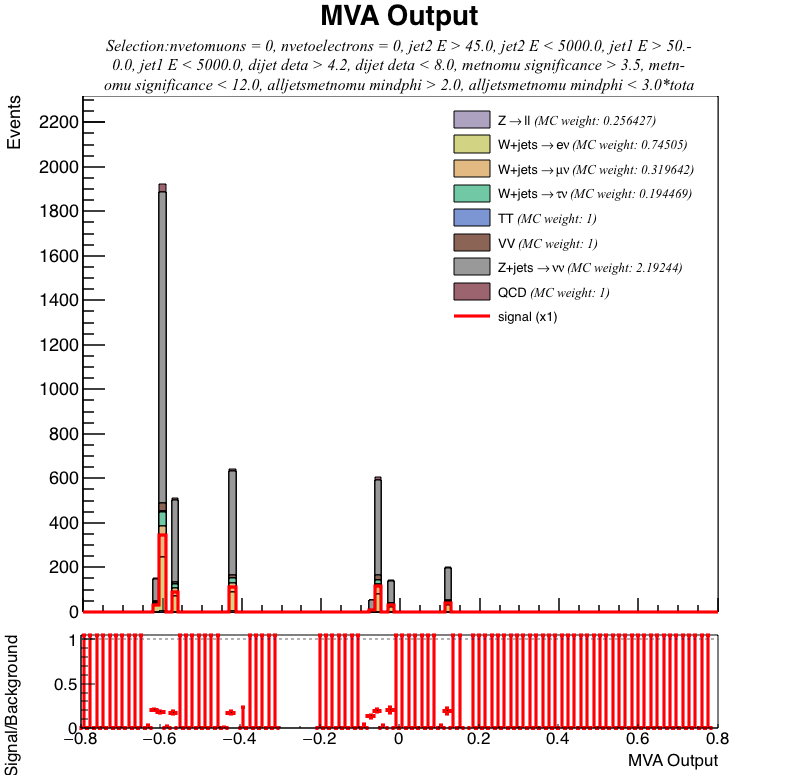 MVA Output
Selection:nvetomuons = 0, nvetoelectrons = 0, jet2 E > 45.0, jet2 E < 5000.0, jet1 E > 50.-
0.0, jet1 E < 5000.0, dijet deta > 4.2, dijet deta < 8.0, metnomu significance > 3.5, metn-
omu significance < 12.0, alljetsmetnomu mindphi > 2.0, alljetsmetnomu mindphi < 3.0*tota
Events
2200
2000
1800
1600
1400
1200
1000
800
600
400
200
0
Z→ll (MC weight: 0.256427)
W+jets→eν (MC weight: 0.74505)
W+jets→μν (MC weight: 0.319642)
W+jets→τν (MC weight: 0.194469)
TT (MC weight: 1)
VV (MC weight: 1)
Z+jets→νν (MC weight: 2.19244)
QCD (MC weight: 1)
signal (x1)
Signal/Background
1
0.5
0
−0.8 −0.6 −0.4 −0.2 0 0.2 0.4 0.6 0.8
MVA Output